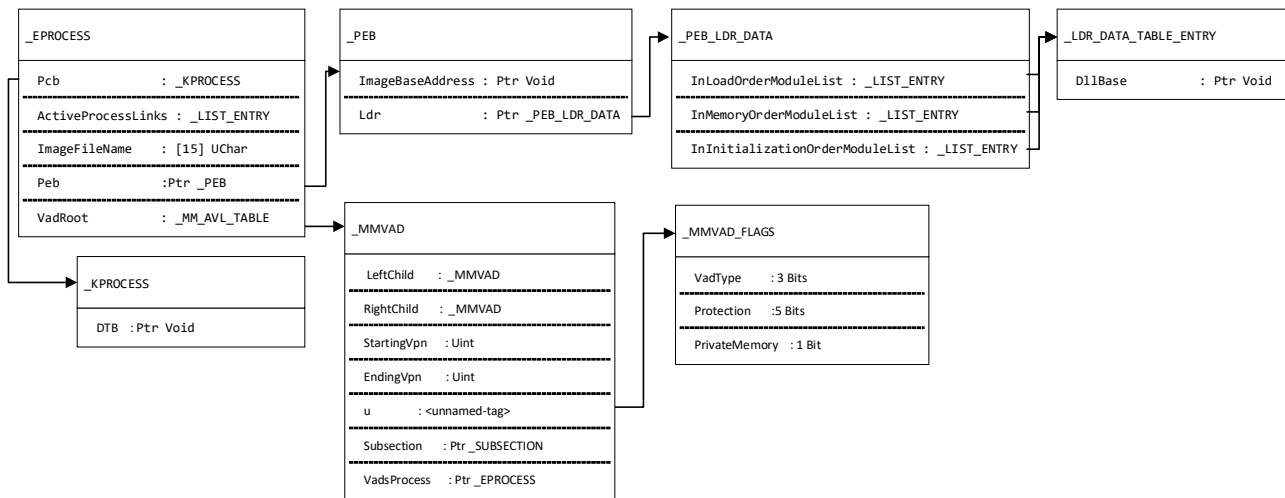 _EPROCESS
Pcb : _KPROCESS
ActiveProcessLinks : _LIST_ENTRY
ImageFileName : [15] UChar
Peb :Ptr _PEB
VadRoot : _MM_AVL_TABLE
_KPROCESS
DTB :Ptr Void
_PEB
ImageBaseAddress : Ptr Void
Ldr : Ptr _PEB_LDR_DATA
_PEB_LDR_DATA
InLoadOrderModuleList : _LIST_ENTRY
InMemoryOrderModuleList : _LIST_ENTRY
InInitializationOrderModuleList : _LIST_ENTRY
_LDR_DATA_TABLE_ENTRY
DllBase : Ptr Void
_MMVAD
LeftChild : _MMVAD
RightChild : _MMVAD
StartingVpn : Uint
EndingVpn : Uint
u : <unnamed-tag>
Subsection : Ptr _SUBSECTION
VadsProcess : Ptr _EPROCESS
_MMVAD_FLAGS
VadType : 3 Bits
Protection :5 Bits
PrivateMemory : 1 Bit